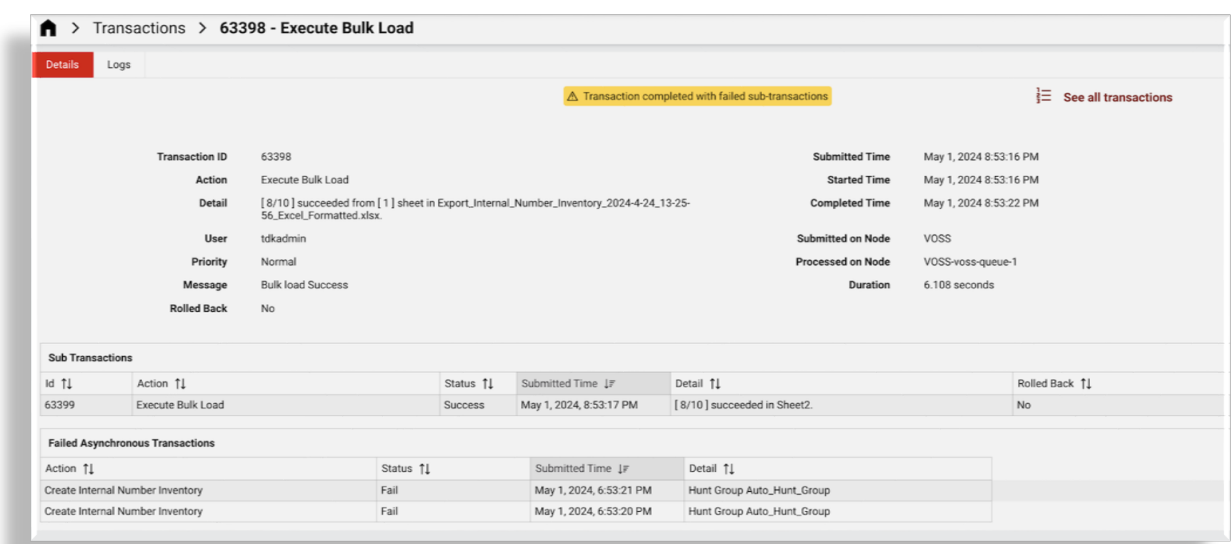 > Transactions > 63398 - Execute Bulk Load
Details Logs
Transaction completed with failed sub-transactions
See all transactions
Transaction ID 63398 Submitted Time May 1, 2024 8:53:16 PM
Action Execute Bulk Load Started Time May 1, 2024 8:53:16 PM
Detail [ 8/10 ] succeeded from [ 1 ] sheet in Export_Internal_Number_Inventory_2024-4-24_13-25- Completed Time May 1, 2024 8:53:22 PM
56_Excel_Formatted.xlsx.
User tdkadmin Submitted on Node VOSS
Priority Normal Processed on Node VOSS-voss-queue-1
Message Bulk load Success Duration 6.108 seconds
Rolled Back No
Sub Transactions
Id Action Status Submitted Time Detail Rolled Back
63399 Execute Bulk Load Success May 1, 2024, 8:53:17 PM [ 8/10 ] succeeded in Sheet2. No
Failed Asynchronous Transactions
Action Status Submitted Time Detail
Create Internal Number Inventory Fail May 1, 2024, 6:53:21 PM Hunt Group Auto_Hunt_Group
Create Internal Number Inventory Fail May 1, 2024, 6:53:20 PM Hunt Group Auto_Hunt_Group